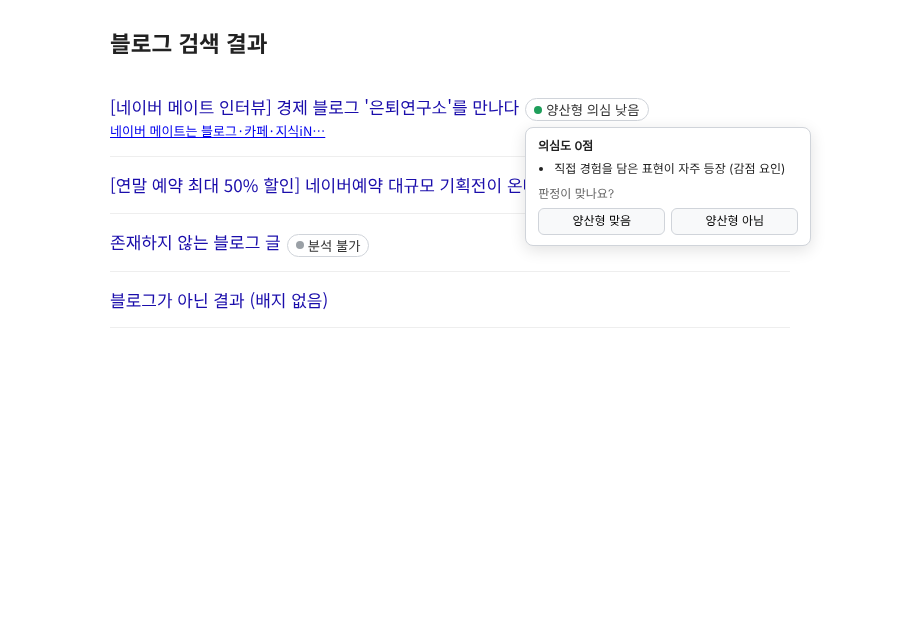 블로그 검색 결과
[네이버 메이트 인터뷰] 경제 블로그 '은퇴연구소'를 만나다 양산형 의심 낮음
네이버 메이트는 블로그·카페·지식iN…
의심도 0점
• 직접 경험을 담은 표현이 자주 등장 (감점 요인)
[연말 예약 최대 50% 할인] 네이버예약 대규모 기획전이
판정이 맞나요?
양산형 맞음 양산형 아님
존재하지 않는 블로그 글 분석 불가
블로그가 아닌 결과 (배지 없음)